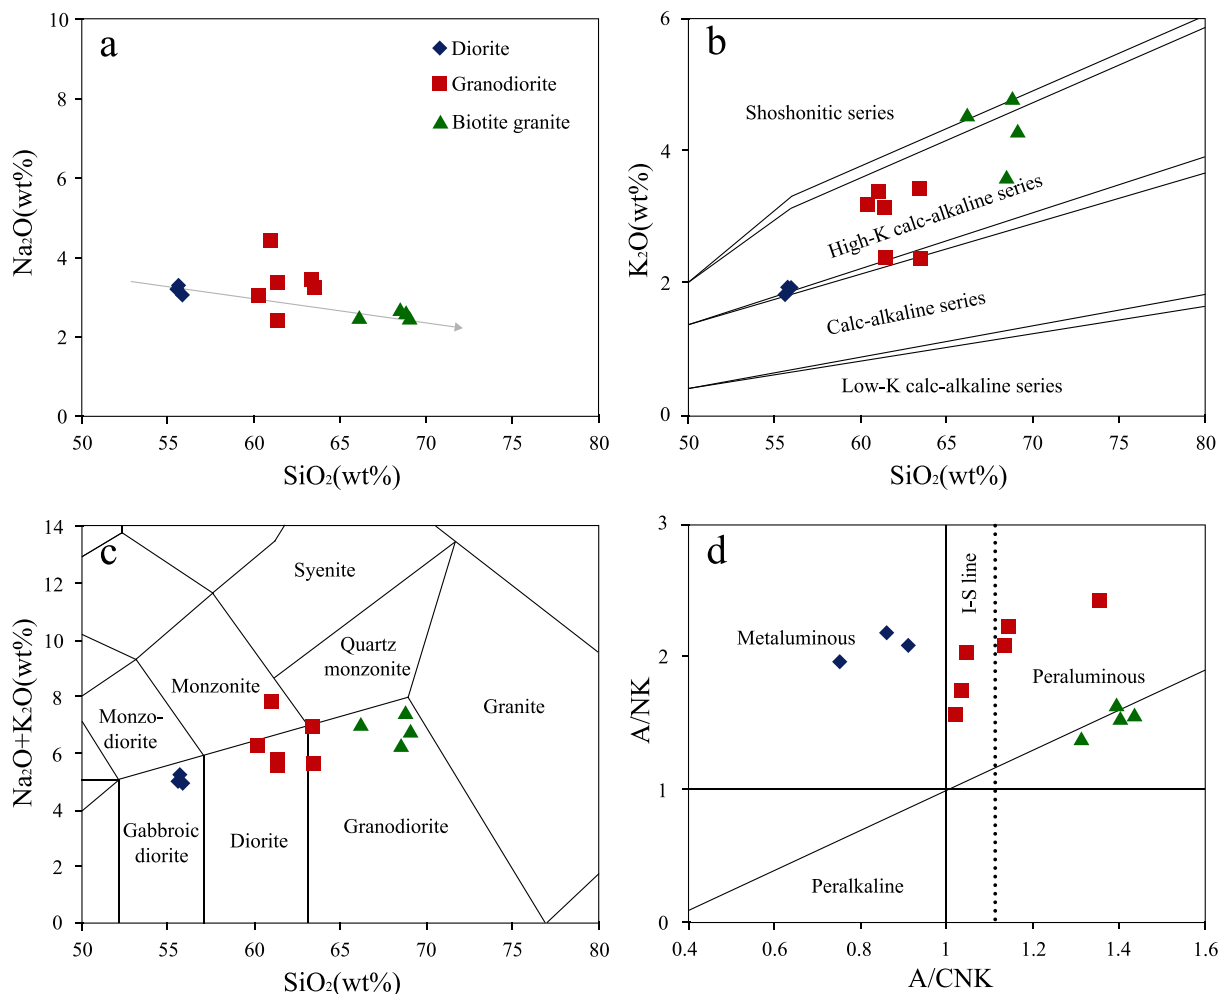 a
10
8
6
4
2
0
Na₂O(wt%)
Diorite
Granodiorite
Biotite granite
50
55
60
65
70
75
80
SiO₂(wt%)
b
6
4
2
0
K₂O(wt%)
Shoshonitic series
High-K calc-alkaline series
Calc-alkaline series
Low-K calc-alkaline series
50
55
60
65
70
75
80
SiO₂(wt%)
c
14
12
10
8
6
4
2
0
Na₂O+K₂O(wt%)
Syenite
Quartz
monzonite
Monzonite
Granite
Monzo-
diorite
Gabbroic
diorite
Diorite
Granodiorite
50
55
60
65
70
75
80
SiO₂(wt%)
d
3
2
1
0
A/NK
I-S line
Metaluminous
Peraluminous
Peralkaline
0.4
0.6
0.8
1
1.2
1.4
1.6
A/CNK